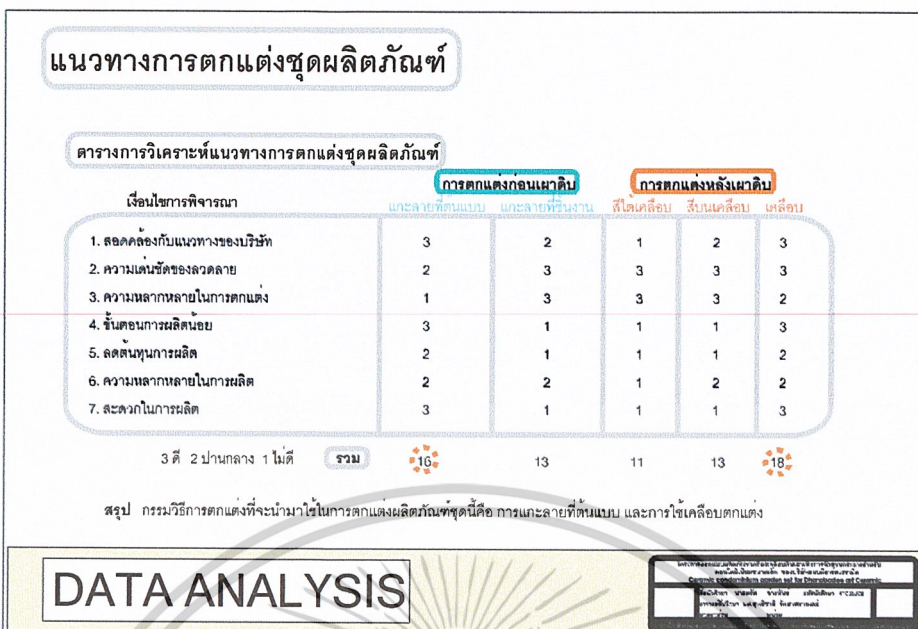 แนวทางการตกแต่งชุดผลิตภัณฑ์
ตารางการวิเคราะห์แนวทางการตกแต่งชุดผลิตภัณฑ์
การตกแต่งก่อนเผาดิบ การตกแต่งหลังเผาดิบ
เงื่อนไขการพิจารณา แกะลายที่ต้นแบบ แกะลายที่ชิ้นงาน สีใต้เคลือบ สีบนเคลือบ เคลือบ
1. สอดคล้องกับแนวทางของบริษัท 3 2 1 2 3
2. ความเด่นชัดของลวดลาย 2 3 3 3 3
3. ความหลากหลายในการตกแต่ง 1 3 3 3 2
4. ขั้นตอนการผลิตน้อย 3 1 1 1 3
5. ลดต้นทุนการผลิต 2 1 1 1 2
6. ความหลากหลายในการผลิต 2 2 1 2 2
7. สะดวกในการผลิต 3 1 1 1 3
3 ดี 2 ปานกลาง 1 ไม่ดี รวม 16 13 11 13 18
สรุป กรรมวิธีการตกแต่งที่จะนำมาใช้ในการตกแต่งผลิตภัณฑ์ชุดนี้คือ การแกะลายที่ต้นแบบ และการใช้เคลือบตกแต่ง
DATA ANALYSIS